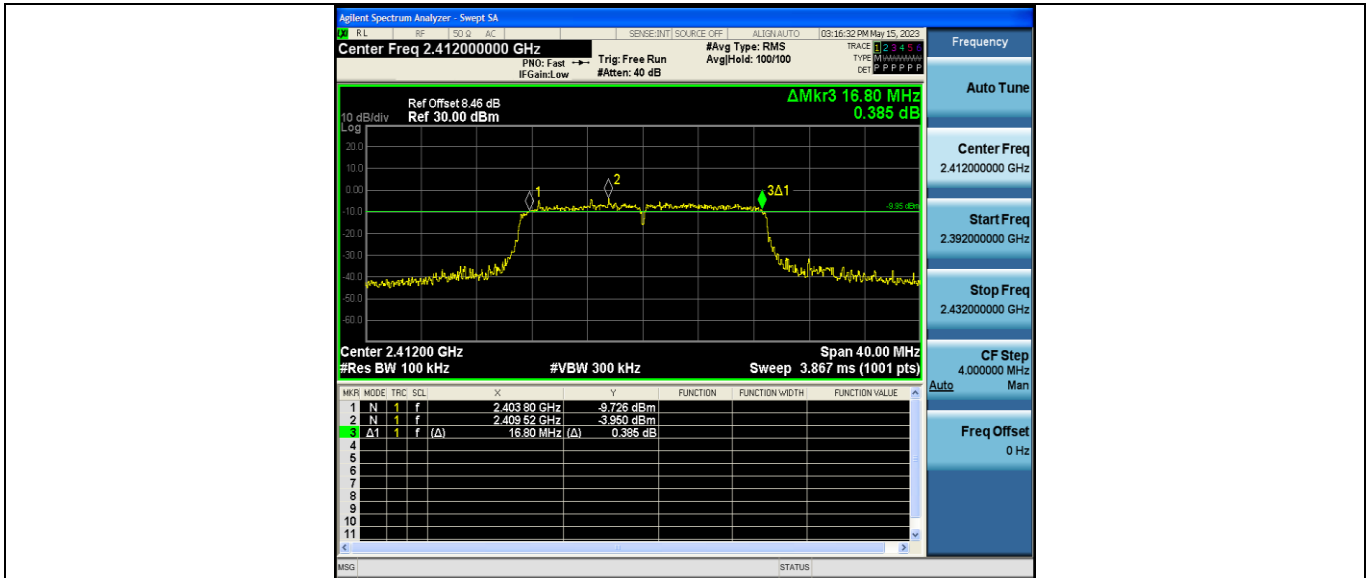 Agilent Spectrum Analyzer - Swept SA
LXI RL RF 50 Ω AC SENSE:INT SOURCE OFF ALIGN AUTO 03:16:32 PM May 15, 2023
Center Freq 2.412000000 GHz
PNO: Fast
IFGain:Low
Trig: Free Run
#Atten: 40 dB
#Avg Type: RMS
Avg|Hold: 100/100
TRACE 1 2 3 4 5 6
TYPE M WWWWW
DET P P P P P P
Ref Offset 8.46 dB
Ref 30.00 dBm
ΔMkr3 16.80 MHz
0.385 dB
10 dB/div
Log
20.0
10.0
0.00
-10.0
-20.0
-30.0
-40.0
-50.0
-60.0
1
2
3Δ1
-9.95 dBm
Center 2.41200 GHz
Span 40.00 MHz
#Res BW 100 kHz
#VBW 300 kHz
Sweep 3.867 ms (1001 pts)
MKR MODE TRC SCL X Y FUNCTION FUNCTION WIDTH FUNCTION VALUE
1 N 1 f 2.403 80 GHz -9.726 dBm
2 N 1 f 2.409 52 GHz -3.950 dBm
3 Δ1 1 f (Δ) 16.80 MHz (Δ) 0.385 dB
4
5
6
7
8
9
10
11
MSG
STATUS
Frequency
Auto Tune
Center Freq
2.412000000 GHz
Start Freq
2.392000000 GHz
Stop Freq
2.432000000 GHz
CF Step
4.000000 MHz
Auto Man
Freq Offset
0 Hz